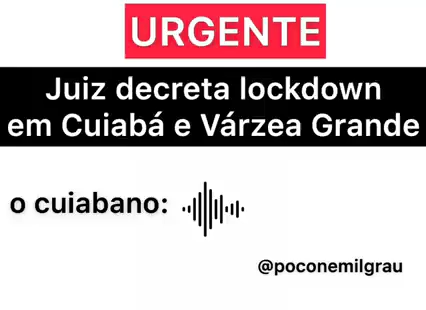 URGENTE
Juiz decreta lockdown
em Cuiabá e Várzea Grande
o cuiabano:
@poconemilgrau